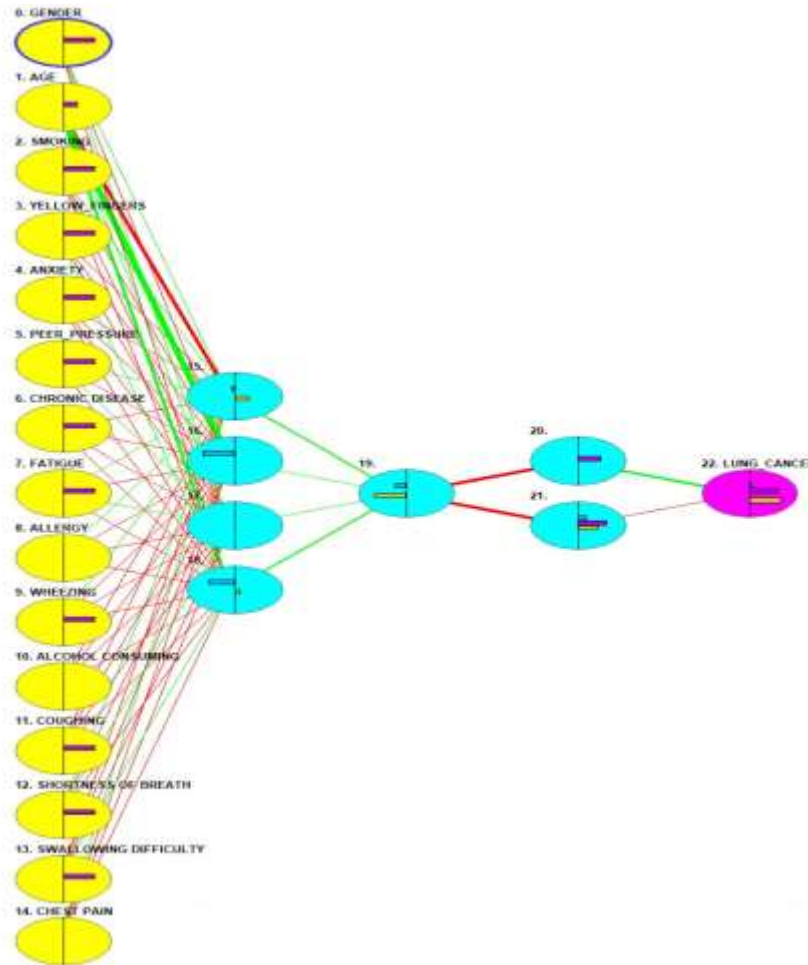 0. GENDER
1. AGE
2. SMOKING
3. YELLOW_FINGERS
4. ANXIETY
5. PEER_PRESSURE
15.
6. CHRONIC DISEASE
16.
20.
19.
7. FATIGUE
22. LUNG_CANCE
17.
21.
8. ALLERGY
18.
9. WHEEZING
10. ALCOHOL CONSUMING
11. COUGHING
12. SHORTNESS OF BREATH
13. SWALLOWING DIFFICULTY
14. CHEST PAIN